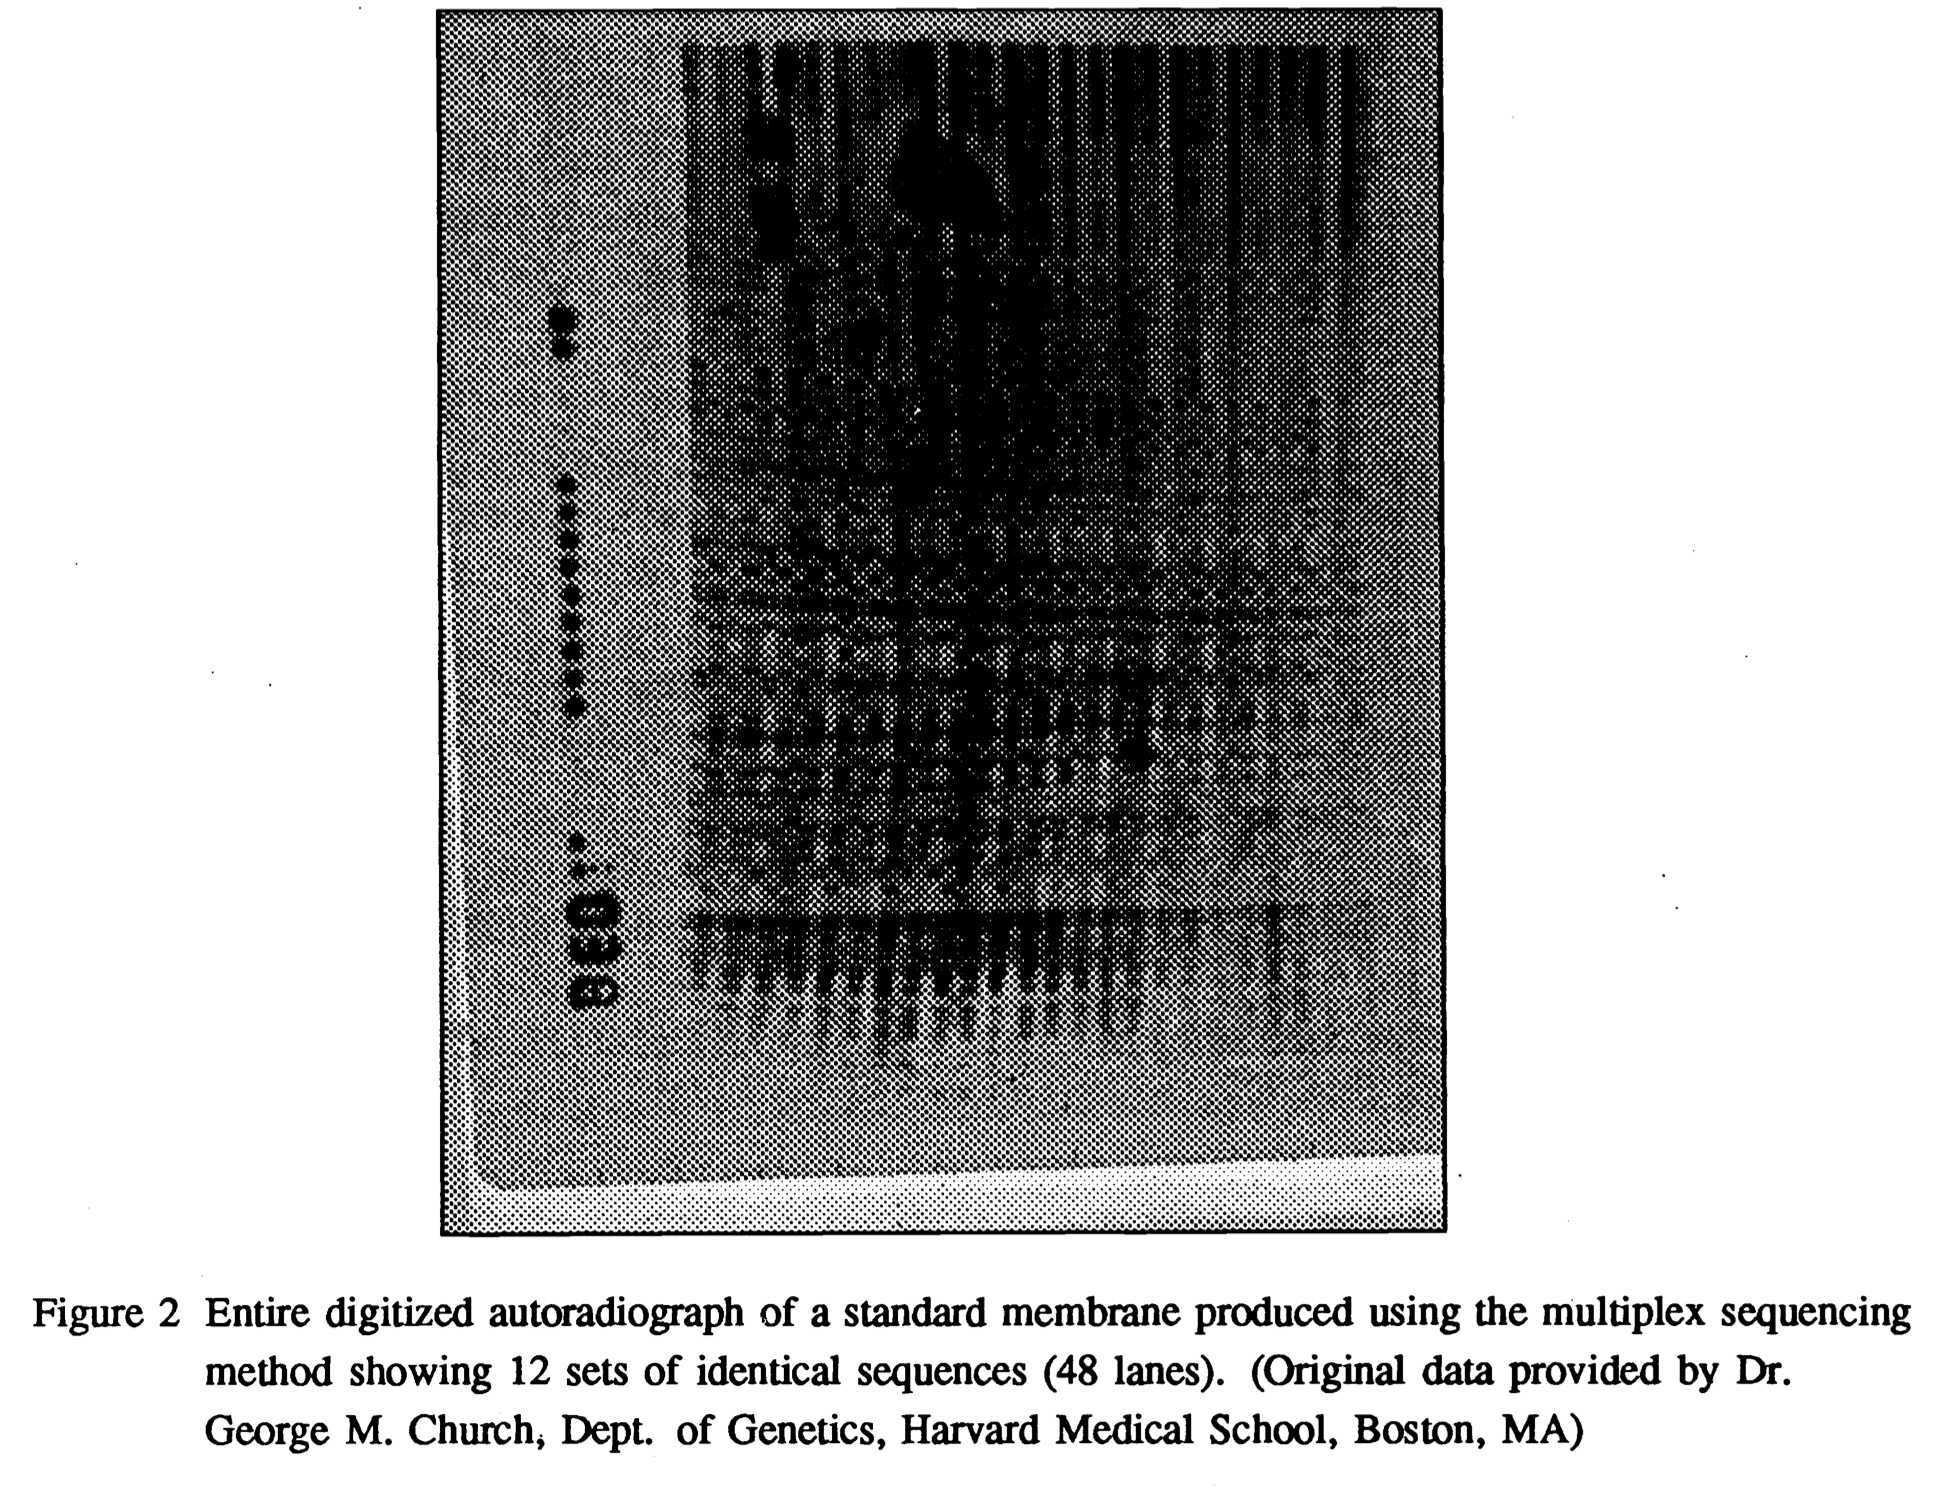 Figure 2 Entire digitized autoradiograph of a standard membrane produced using the multiplex sequencing
method showing 12 sets of identical sequences (48 lanes). (Original data provided by Dr.
George M. Church, Dept. of Genetics, Harvard Medical School, Boston, MA)